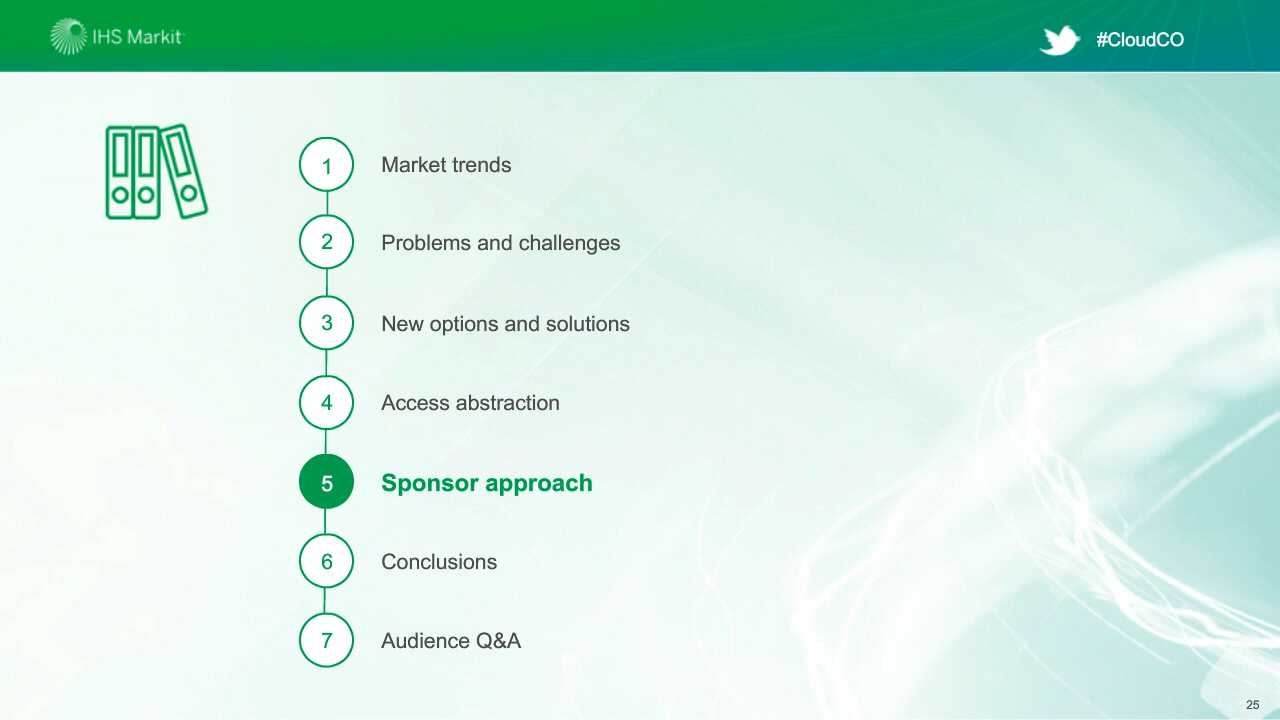 IHS Markit
#CloudCO
1 Market trends
2 Problems and challenges
3 New options and solutions
4 Access abstraction
5 Sponsor approach
6 Conclusions
7 Audience Q&A
25